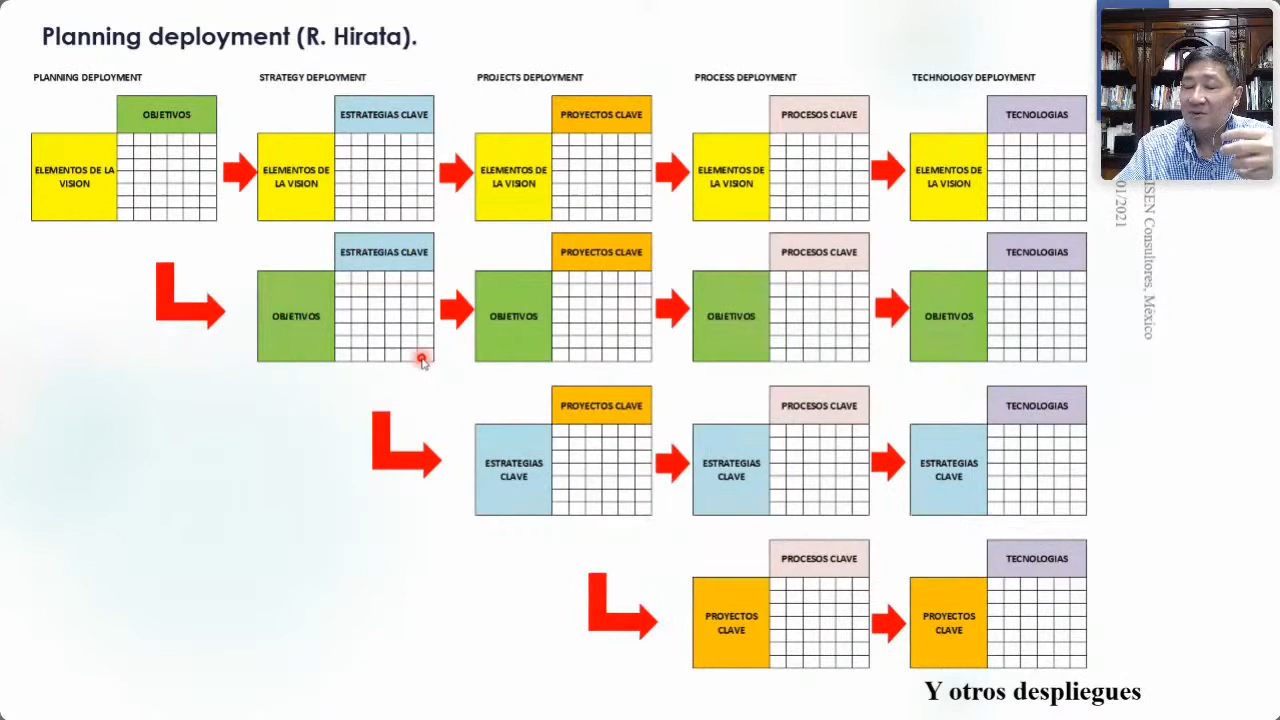 Planning deployment (R. Hirata).
PLANNING DEPLOYMENT
STRATEGY DEPLOYMENT
PROJECTS DEPLOYMENT
PROCESS DEPLOYMENT
TECHNOLOGY DEPLOYMENT
OBJETIVOS
ESTRATEGIAS CLAVE
PROYECTOS CLAVE
PROCESOS CLAVE
TECNOLOGIAS
ELEMENTOS DE LA
VISION
ELEMENTOS DE
LA VISION
ELEMENTOS DE
LA VISION
ELEMENTOS DE
LA VISION
ELEMENTOS DE
LA VISION
ESTRATEGIAS CLAVE
PROYECTOS CLAVE
PROCESOS CLAVE
TECNOLOGIAS
OBJETIVOS
OBJETIVOS
OBJETIVOS
OBJETIVOS
PROYECTOS CLAVE
PROCESOS CLAVE
TECNOLOGIAS
ESTRATEGIAS
CLAVE
ESTRATEGIAS
CLAVE
ESTRATEGIAS
CLAVE
PROCESOS CLAVE
TECNOLOGIAS
PROYECTOS
CLAVE
PROYECTOS
CLAVE
Y otros despliegues
ISEN Consultores, México
01/2021